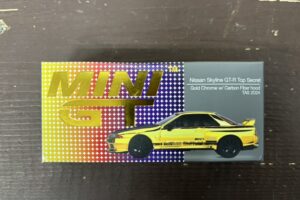 MINI
GT
Nissan Skyline GT-R Top Secret
Gold Chrome w/ Carbon Fiber hood
TAS 2024